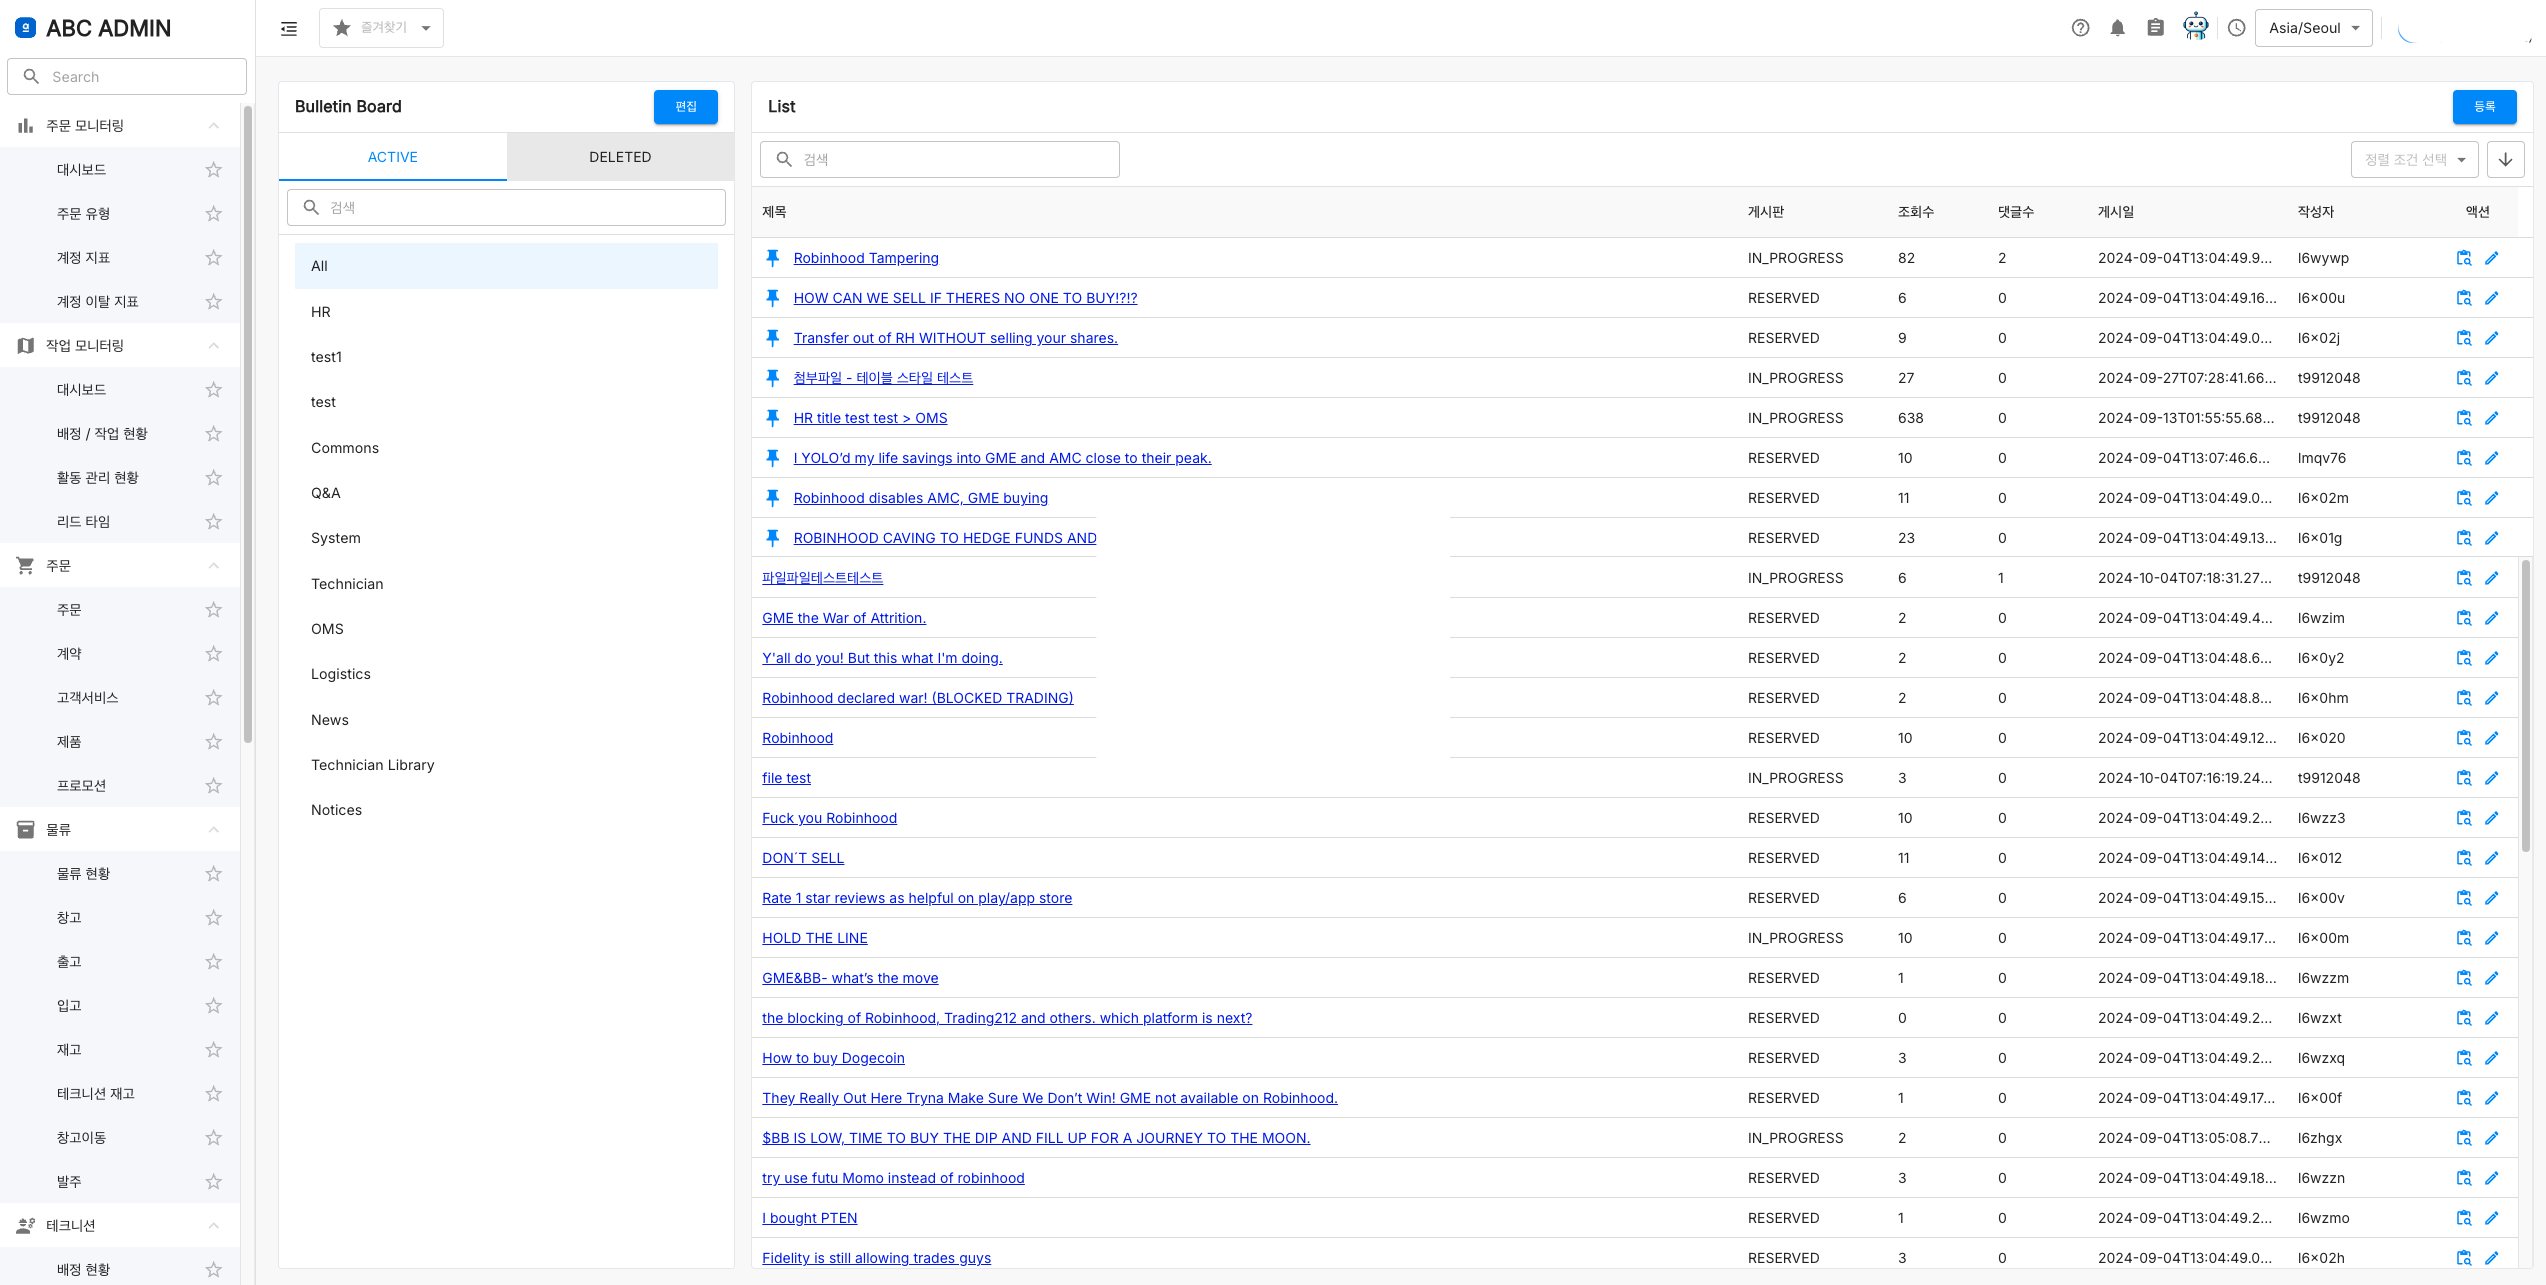 ABC ADMIN
Search
주문 모니터링
대시보드
주문 유형
계정 지표
계정 이탈 지표
작업 모니터링
대시보드
배정 / 작업 현황
활동 관리 현황
리드 타임
주문
주문
계약
고객서비스
제품
프로모션
물류
물류 현황
창고
출고
입고
재고
테크니션 재고
창고이동
발주
테크니션
배정 현황
즐겨찾기
Asia/Seoul
Bulletin Board
편집
ACTIVE DELETED
검색
All
HR
test1
test
Commons
Q&A
System
Technician
OMS
Logistics
News
Technician Library
Notices
List
등록
검색
정렬 조건 선택
제목 게시판 조회수 댓글수 게시일 작성자 액션
Robinhood Tampering IN_PROGRESS 82 2 2024-09-04T13:04:49.9... l6wywp
HOW CAN WE SELL IF THERES NO ONE TO BUY!?!? RESERVED 6 0 2024-09-04T13:04:49.16... l6x00u
Transfer out of RH WITHOUT selling your shares. RESERVED 9 0 2024-09-04T13:04:49.0... l6x02j
첨부파일 - 테이블 스타일 테스트 IN_PROGRESS 27 0 2024-09-27T07:28:41.66... t9912048
HR title test test > OMS IN_PROGRESS 638 0 2024-09-13T01:55:55.68... t9912048
I YOLO’d my life savings into GME and AMC close to their peak. RESERVED 10 0 2024-09-04T13:07:46.6... lmqv76
Robinhood disables AMC, GME buying RESERVED 11 0 2024-09-04T13:04:49.0... l6x02m
ROBINHOOD CAVING TO HEDGE FUNDS AND RESERVED 23 0 2024-09-04T13:04:49.13... l6x01g
파일파일테스트테스트 IN_PROGRESS 6 1 2024-10-04T07:18:31.27... t9912048
GME the War of Attrition. RESERVED 2 0 2024-09-04T13:04:49.4... l6wzim
Y'all do you! But this what I'm doing. RESERVED 2 0 2024-09-04T13:04:48.6... l6x0y2
Robinhood declared war! (BLOCKED TRADING) RESERVED 2 0 2024-09-04T13:04:48.8... l6x0hm
Robinhood RESERVED 10 0 2024-09-04T13:04:49.12... l6x020
file test IN_PROGRESS 3 0 2024-10-04T07:16:19.24... t9912048
Fuck you Robinhood RESERVED 10 0 2024-09-04T13:04:49.2... l6wzz3
DON´T SELL RESERVED 11 0 2024-09-04T13:04:49.14... l6x012
Rate 1 star reviews as helpful on play/app store RESERVED 6 0 2024-09-04T13:04:49.15... l6x00v
HOLD THE LINE IN_PROGRESS 10 0 2024-09-04T13:04:49.17... l6x00m
GME&BB- what’s the move RESERVED 1 0 2024-09-04T13:04:49.18... l6wzzm
the blocking of Robinhood, Trading212 and others. which platform is next? RESERVED 0 0 2024-09-04T13:04:49.2... l6wzxt
How to buy Dogecoin RESERVED 3 0 2024-09-04T13:04:49.2... l6wzxq
They Really Out Here Tryna Make Sure We Don’t Win! GME not available on Robinhood. RESERVED 1 0 2024-09-04T13:04:49.17... l6x00f
$BB IS LOW, TIME TO BUY THE DIP AND FILL UP FOR A JOURNEY TO THE MOON. IN_PROGRESS 2 0 2024-09-04T13:05:08.7... l6zhgx
try use futu Momo instead of robinhood RESERVED 3 0 2024-09-04T13:04:49.18... l6wzzn
I bought PTEN RESERVED 1 0 2024-09-04T13:04:49.2... l6wzmo
Fidelity is still allowing trades guys RESERVED 3 0 2024-09-04T13:04:49.0... l6x02h